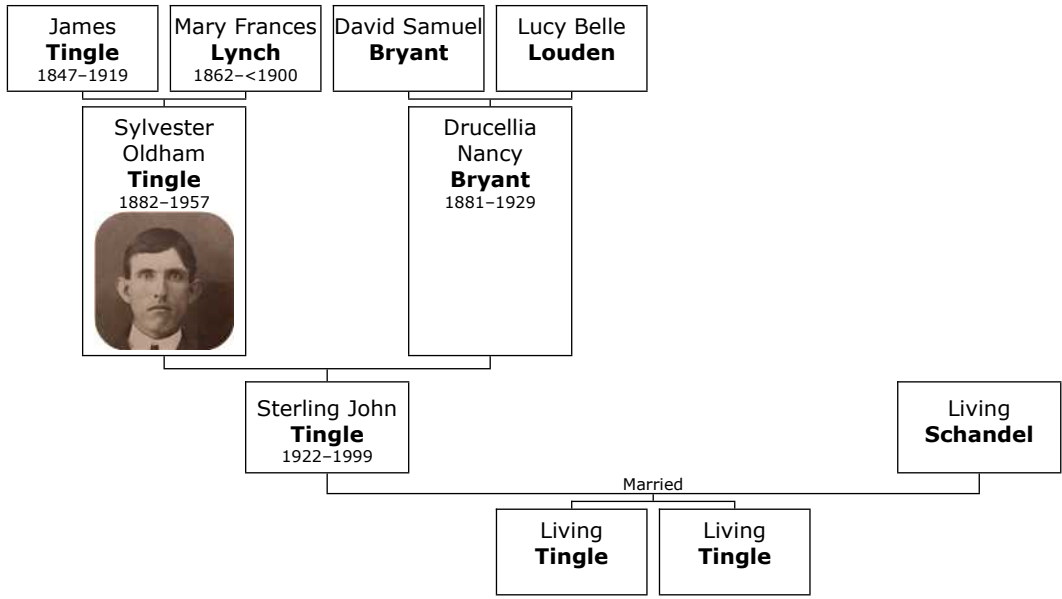 James
Tingle
1847–1919
Mary Frances
Lynch
1862–<1900
David Samuel
Bryant
Lucy Belle
Louden
Sylvester
Oldham
Tingle
1882–1957
Drucellia
Nancy
Bryant
1881–1929
Sterling John
Tingle
1922–1999
Living
Schandel
Married
Living
Tingle
Living
Tingle